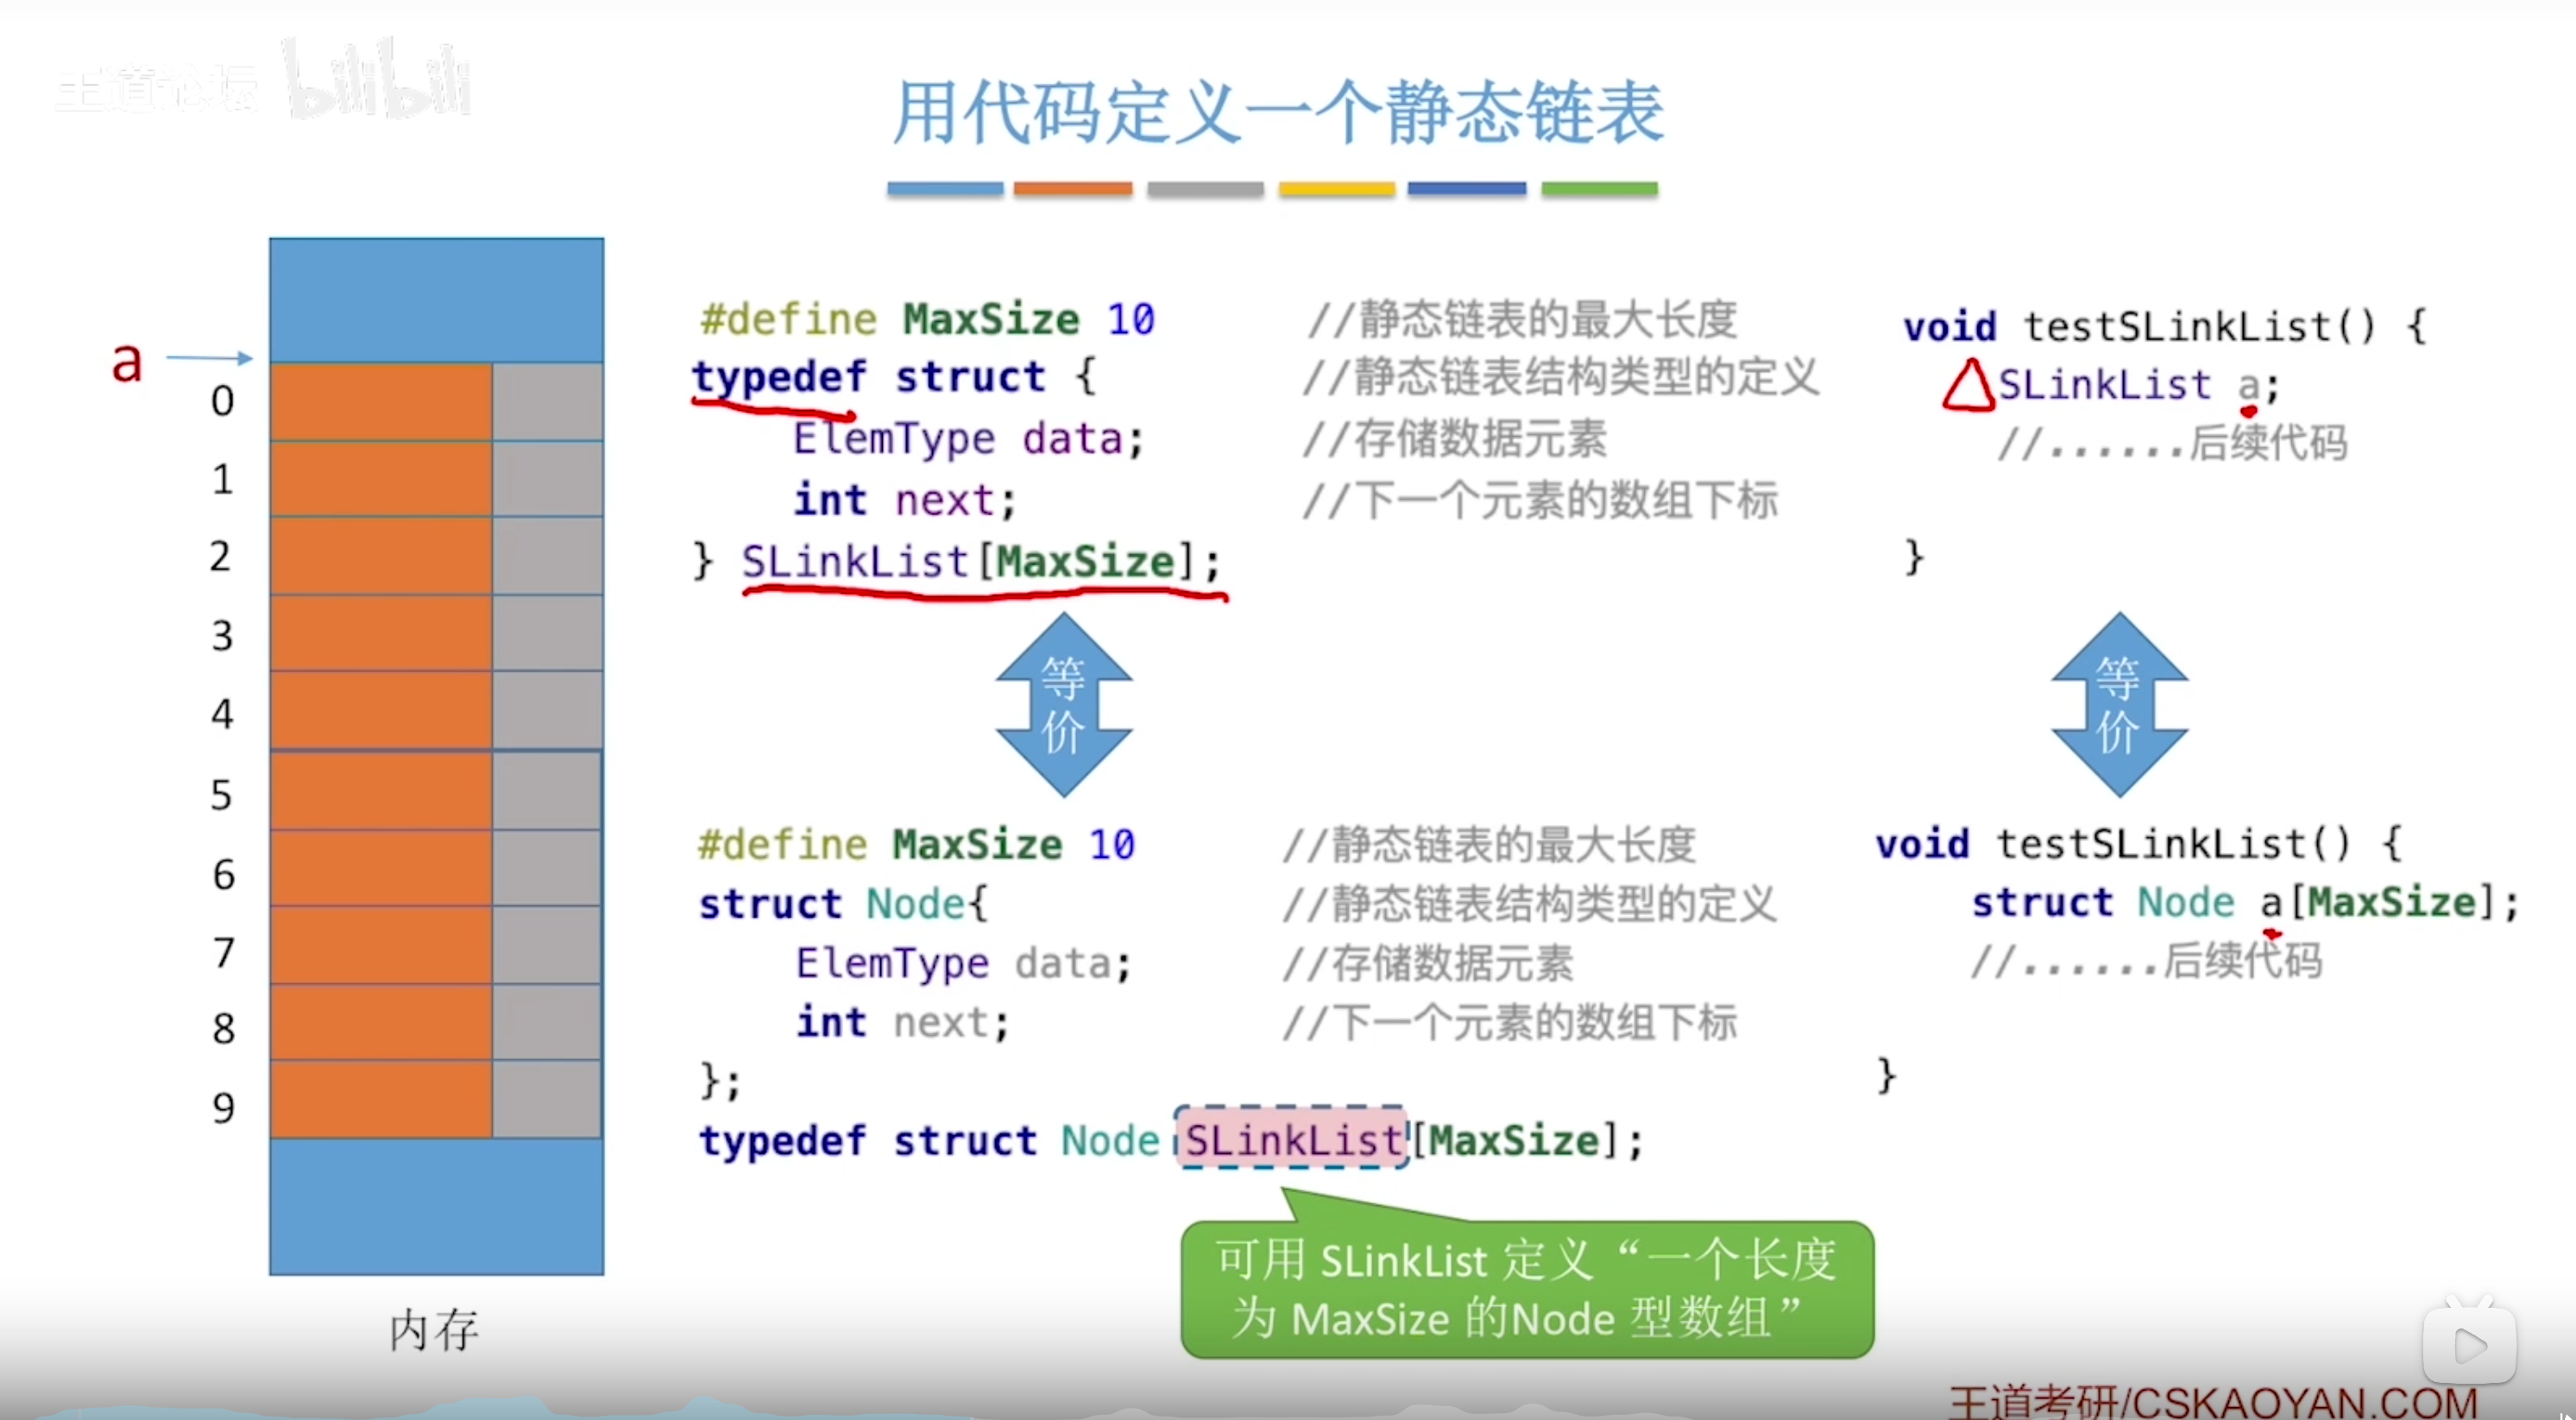 王道论坛 bilibili
用代码定义一个静态链表
a
0
1
2
3
4
5
6
7
8
9
内存
#define MaxSize 10 //静态链表的最大长度
typedef struct { //静态链表结构类型的定义
ElemType data; //存储数据元素
int next; //下一个元素的数组下标
} SLinkList[MaxSize];
等价
#define MaxSize 10 //静态链表的最大长度
struct Node{ //静态链表结构类型的定义
ElemType data; //存储数据元素
int next; //下一个元素的数组下标
};
typedef struct Node SLinkList[MaxSize];
可用 SLinkList 定义“一个长度
为 MaxSize 的Node 型数组”
void testSLinkList() {
SLinkList a;
//......后续代码
}
等价
void testSLinkList() {
struct Node a[MaxSize];
//......后续代码
}
王道考研/CSKAOYAN.COM